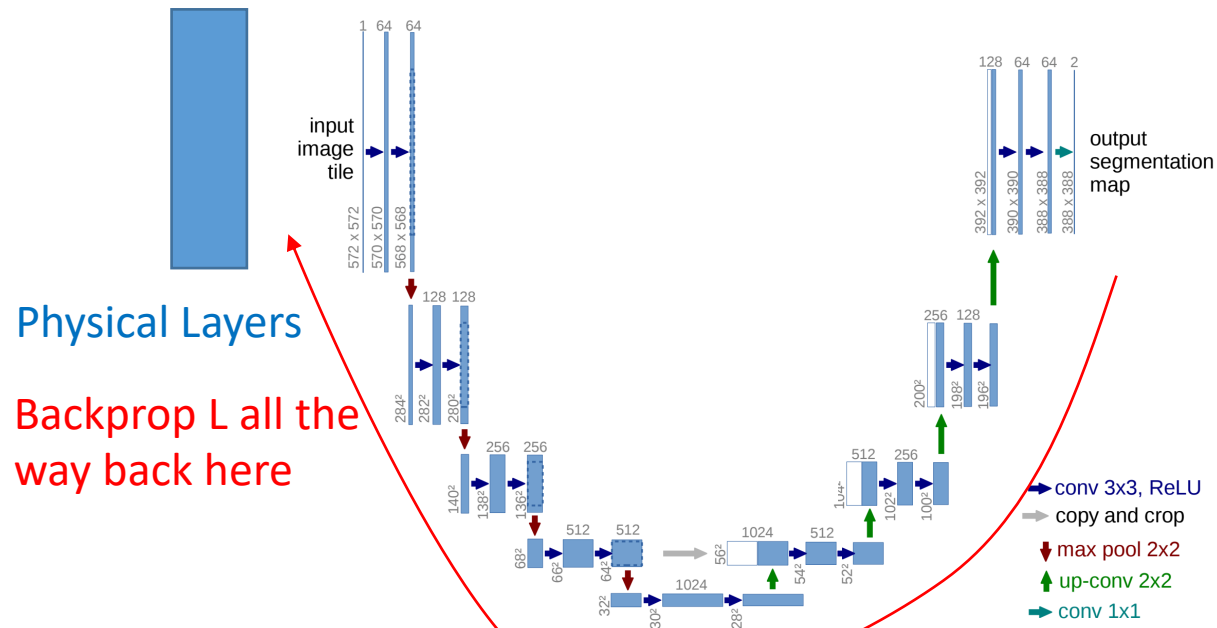 1 64 64
128 64 64 2
input
image
tile
output
segmentation
map
572 x 572
570 x 570
568 x 568
392 x 392
390 x 390
388 x 388
388 x 388
Physical Layers
128 128
256 128
284²
282²
280²
200²
198²
196²
Backprop L all the
way back here
256 256
512 256
140²
138²
136²
104²
102²
100²
conv 3x3, ReLU
copy and crop
max pool 2x2
up-conv 2x2
conv 1x1
512 512
1024 512
68²
66²
64²
56²
54²
52²
1024
32²
30²
28²